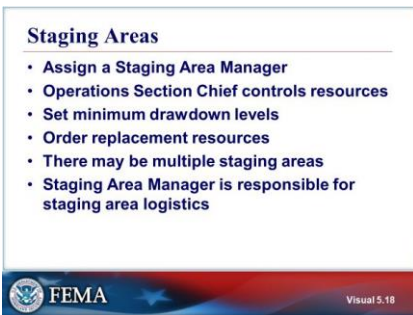 Staging Areas
• Assign a Staging Area Manager
• Operations Section Chief controls resources
• Set minimum drawdown levels
• Order replacement resources
• There may be multiple staging areas
• Staging Area Manager is responsible for
staging area logistics
FEMA
Visual 5.18